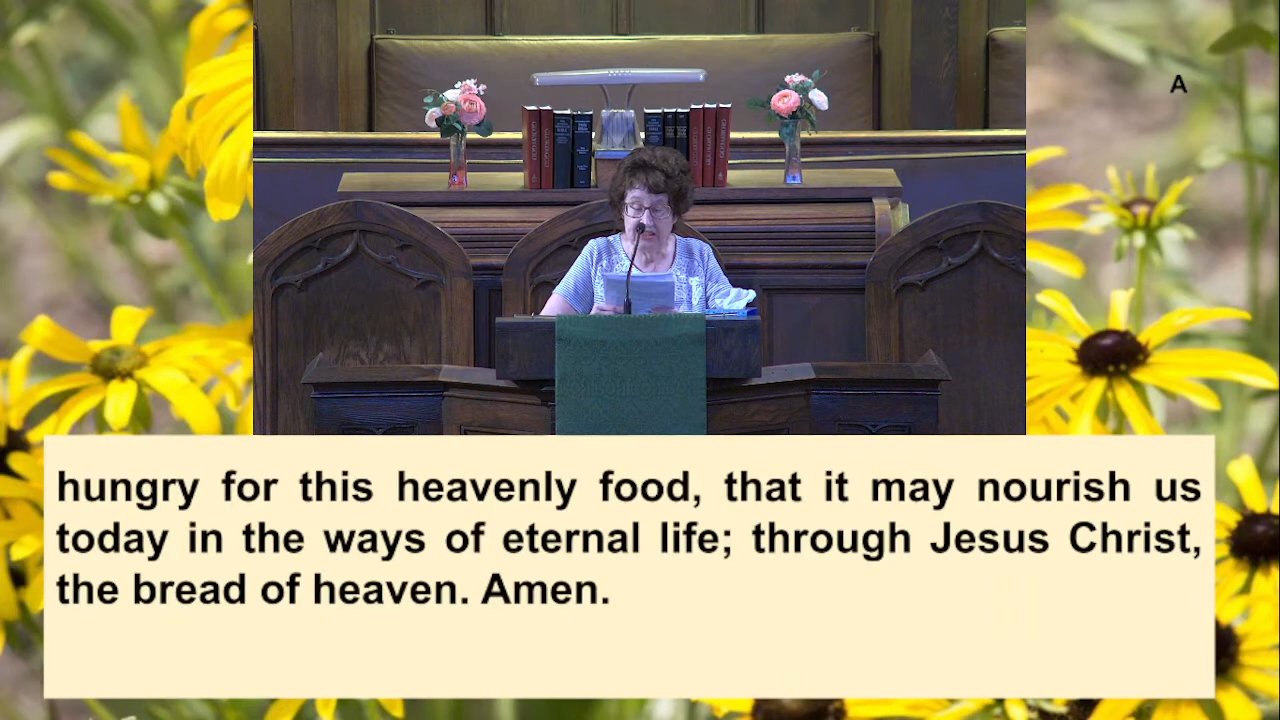 A
hungry for this heavenly food, that it may nourish us
today in the ways of eternal life; through Jesus Christ,
the bread of heaven. Amen.